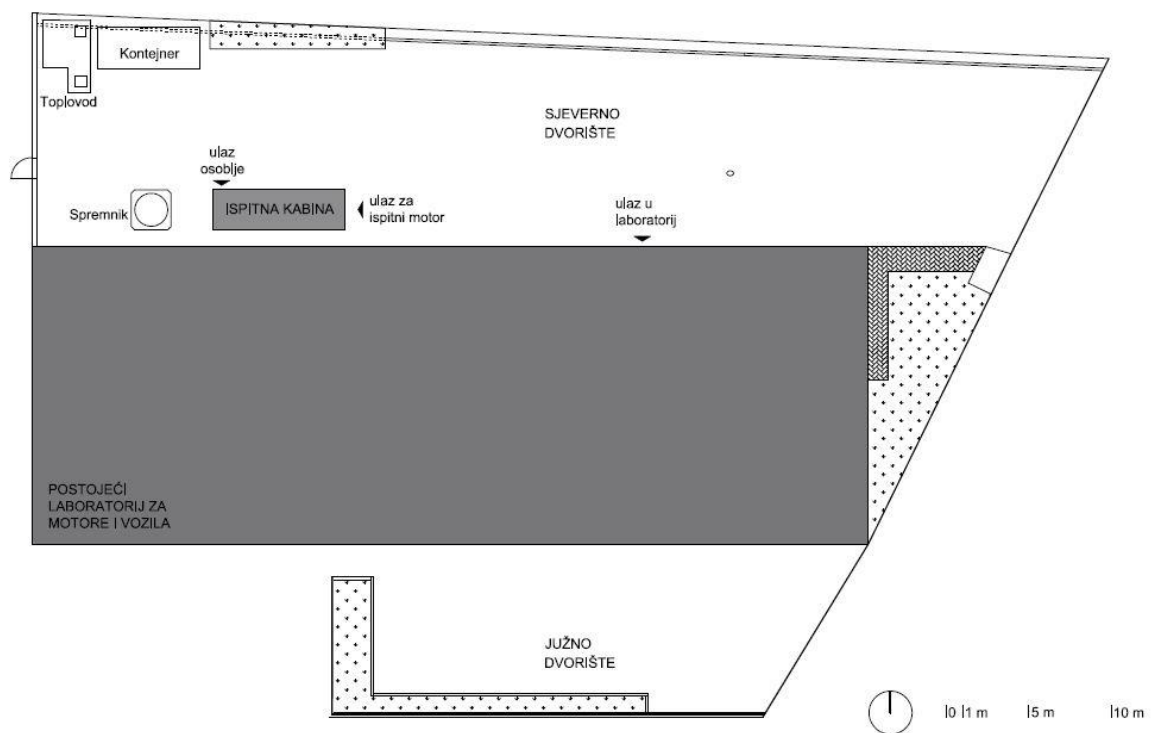 Kontejner
Toplovod
SJEVERNO
DVORIŠTE
ulaz
osoblje
Spremnik
ISPITNA KABINA
ulaz za
ispitni motor
ulaz u
laboratorij
POSTOJEĆI
LABORATORIJ ZA
MOTORE I VOZILA
JUŽNO
DVORIŠTE
|0 |1 m |5 m |10 m